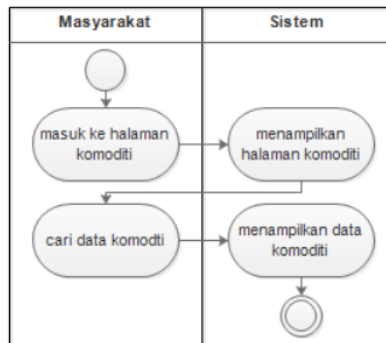 Masyarakat
Sistem
masuk ke halaman
komoditi
menampilkan
halaman komoditi
cari data komodti
menampilkan data
komoditi